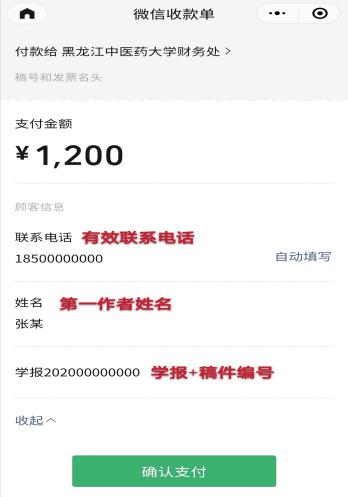 微信收款单
付款给 黑龙江中医药大学财务处 >
稿号和发票名头
支付金额
¥1,200
顾客信息
联系电话 有效联系电话
18500000000 自动填写
姓名 第一作者姓名
张某
学报202000000000 学报+稿件编号
收起
确认支付